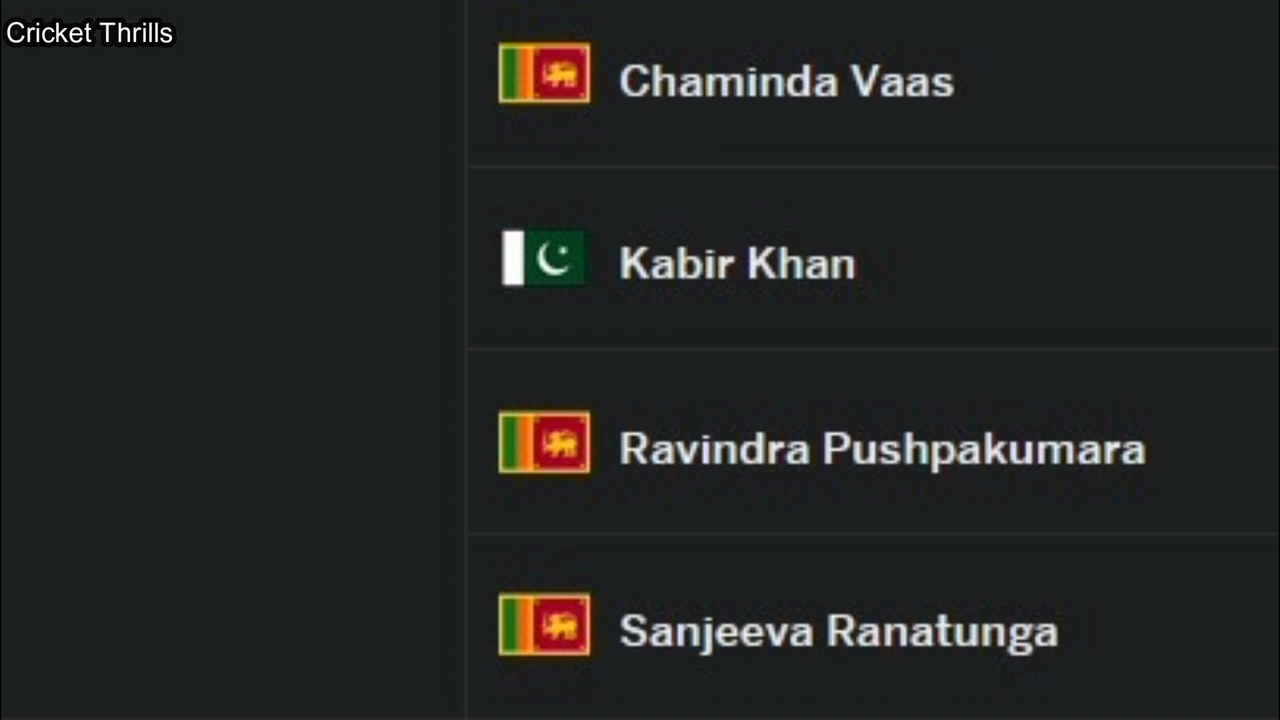 Cricket Thrills
Chaminda Vaas
Kabir Khan
Ravindra Pushpakumara
Sanjeeva Ranatunga